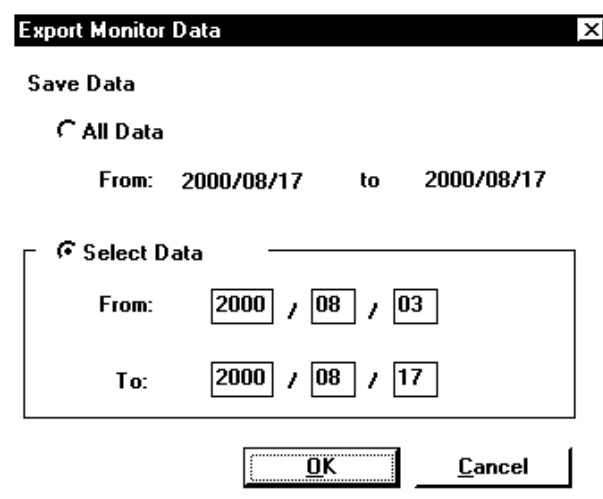 Export Monitor Data
Save Data
All Data
From: 2000/08/17 to 2000/08/17
Select Data
From: 2000 / 08 / 03
To: 2000 / 08 / 17
OK Cancel